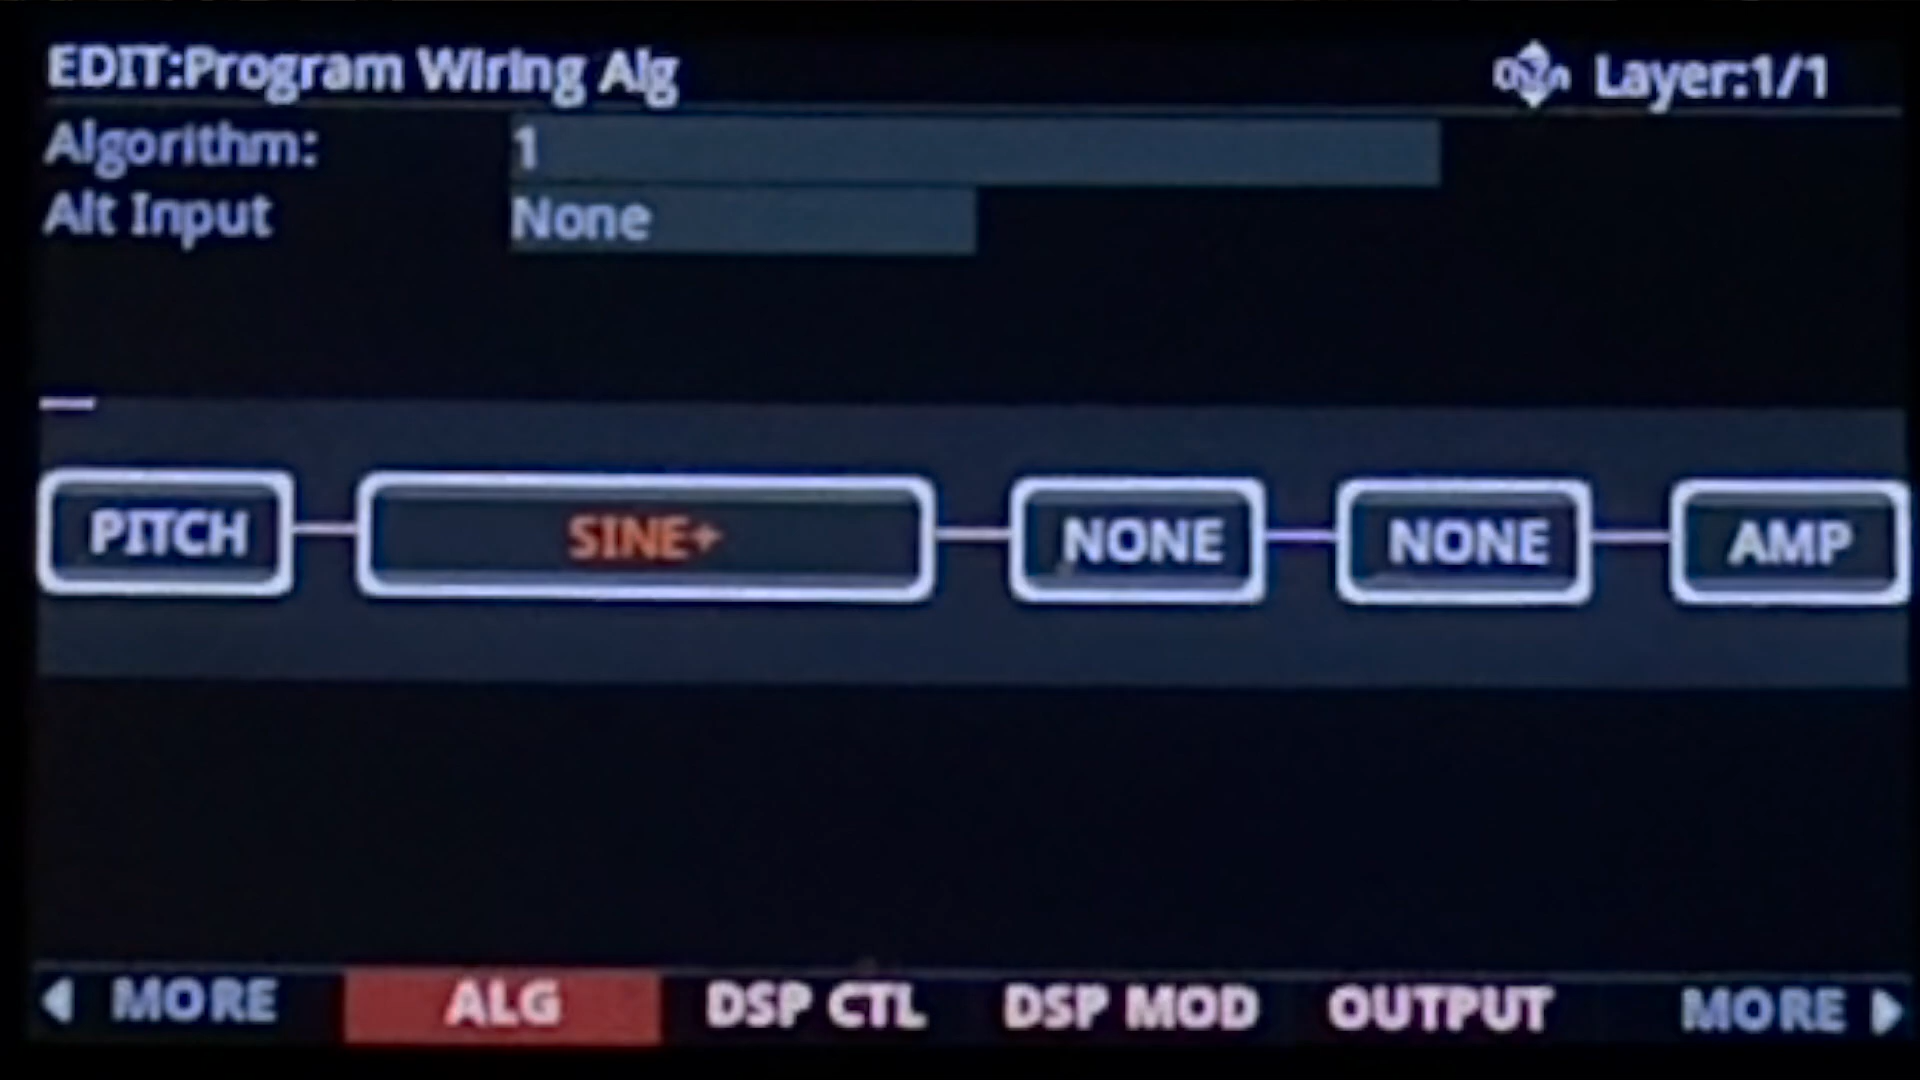 EDIT:Program Wiring Alg Layer:1/1
Algorithm: 1
Alt Input None
PITCH SINE+ NONE NONE AMP
MORE ALG DSP CTL DSP MOD OUTPUT MORE